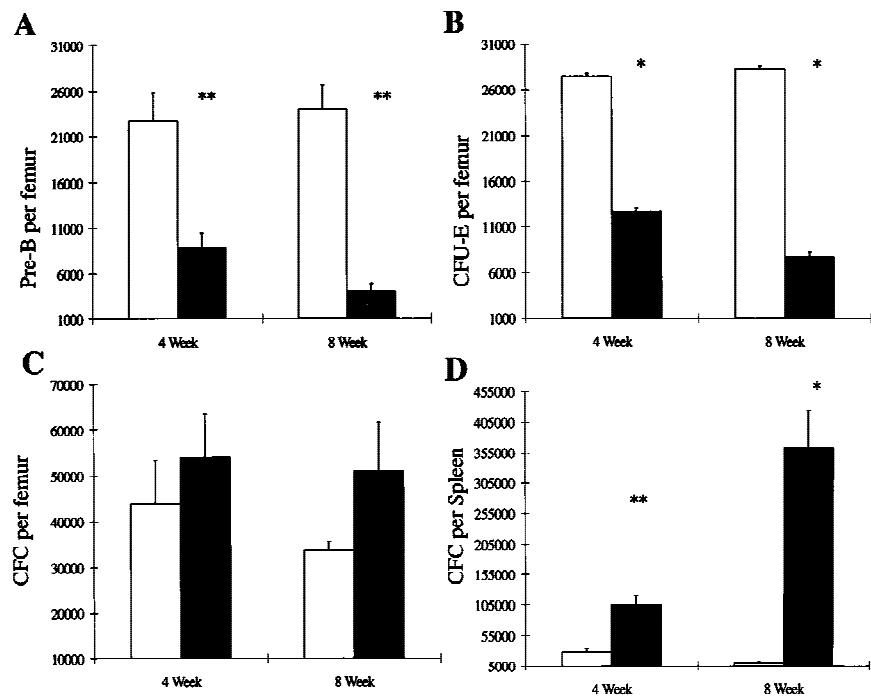 A
Pre-B per femur
31000
26000
21000
16000
11000
6000
1000
**
**
4 Week
8 Week
B
CFU-E per femur
31000
26000
21000
16000
11000
6000
1000
*
*
4 Week
8 Week
C
CFC per femur
70000
60000
50000
40000
30000
20000
10000
4 Week
8 Week
D
CFC per Spleen
455000
405000
355000
305000
255000
205000
155000
105000
55000
5000
**
*
4 Week
8 Week